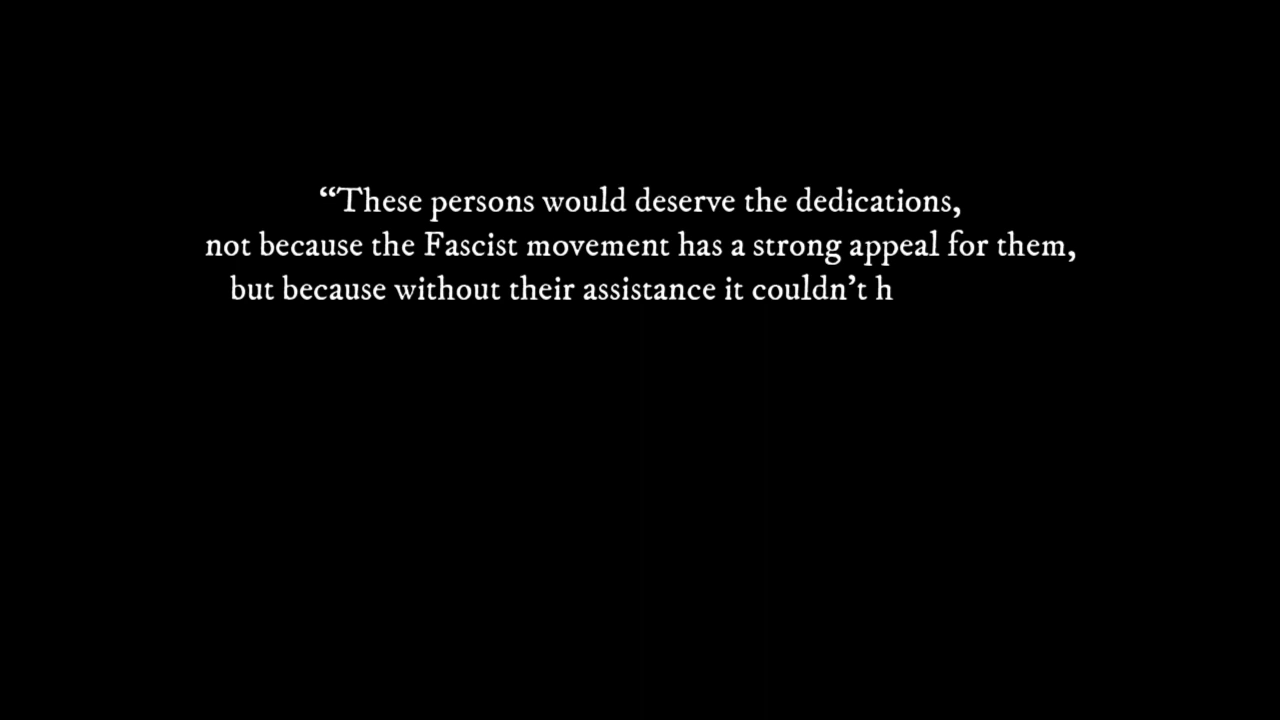 “These persons would deserve the dedications,
not because the Fascist movement has a strong appeal for them,
but because without their assistance it couldn’t h